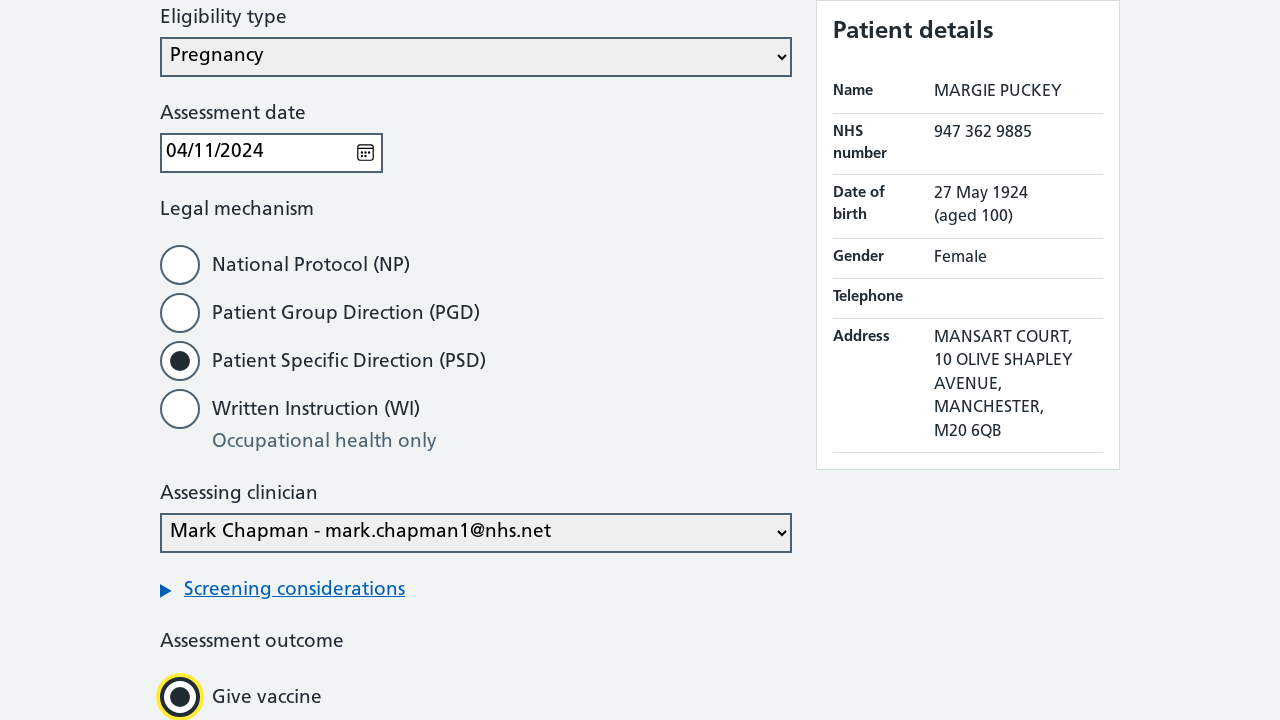 Eligibility type
Pregnancy
Assessment date
04/11/2024
Legal mechanism
National Protocol (NP)
Patient Group Direction (PGD)
Patient Specific Direction (PSD)
Written Instruction (WI)
Occupational health only
Assessing clinician
Mark Chapman - mark.chapman1@nhs.net
Screening considerations
Assessment outcome
Give vaccine
Patient details
Name MARGIE PUCKEY
NHS number 947 362 9885
Date of birth 27 May 1924
(aged 100)
Gender Female
Telephone
Address MANSART COURT,
10 OLIVE SHAPLEY
AVENUE,
MANCHESTER,
M20 6QB